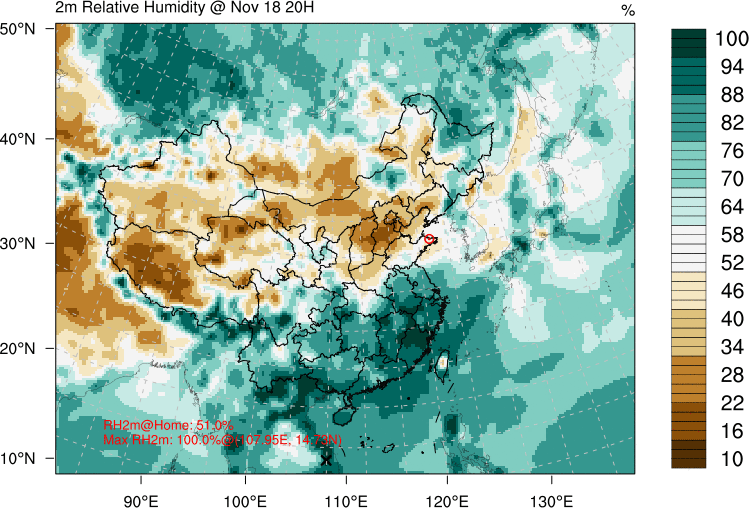 2m Relative Humidity @ Nov 18 20H
%
50°N
40°N
30°N
20°N
10°N
90°E
100°E
110°E
120°E
130°E
RH2m@Home: 51.0%
Max RH2m: 100.0%@(107.95E, 14.79N)
100
94
88
82
76
70
64
58
52
46
40
34
28
22
16
10